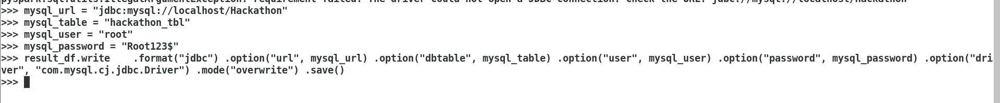 pyspark.sql.utils.IllegalArgumentException: requirement failed: The driver could not open a JDBC connection. Check the URL: jdbc://mysql://localhost/Hackathon
>>> mysql_url = "jdbc:mysql://localhost/Hackathon"
>>> mysql_table = "hackathon_tbl"
>>> mysql_user = "root"
>>> mysql_password = "Root123$"
>>> result_df.write    .format("jdbc") .option("url", mysql_url) .option("dbtable", mysql_table) .option("user", mysql_user) .option("password", mysql_password) .option("dri
ver", "com.mysql.cj.jdbc.Driver") .mode("overwrite") .save()
>>>